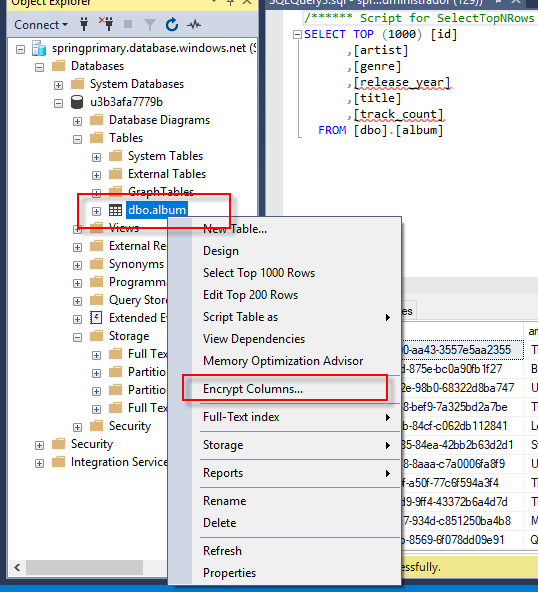 Object Explorer
SQLQuery3.sql - spr...dministrador (129))*
Connect
springprimary.database.windows.net (S
Databases
System Databases
u3b3afa7779b
Database Diagrams
Tables
System Tables
External Tables
GraphTables
dbo.album
Views
External Re
Synonyms
Programma
Query Store
Extended E
Storage
Full Tex
Partition
Partition
Full Tex
Security
Security
Integration Service
/****** Script for SelectTopNRows
SELECT TOP (1000) [id]
,[artist]
,[genre]
,[release_year]
,[title]
,[track_count]
FROM [dbo].[album]
New Table...
Design
Select Top 1000 Rows
Edit Top 200 Rows
Script Table as
View Dependencies
Memory Optimization Advisor
Encrypt Columns...
Full-Text index
Storage
Reports
Rename
Delete
Refresh
Properties
es
ar
0-aa43-3557e5aa2355 T
d-875e-bc0a90fb1f27 B
2e-98b0-68322d8ba747 U
8-bef9-7a325bd2a7be T
b-84cf-c062db112841 L
85-84ea-42bb2b63d2d1 S
8-8aaa-c7a0006fa8f9 U
f-a50f-77c6f594a3f4 T
d9-9ff4-43372b6a4d7d T
7-934d-c851250ba4b8 M
b-8569-6f078dd09e91 Q
ssfully.